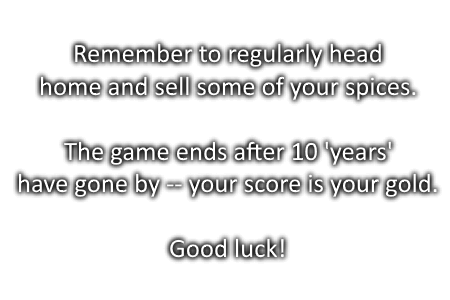 Remember to regularly head
home and sell some of your spices.
The game ends after 10 'years'
have gone by -- your score is your gold.
Good luck!